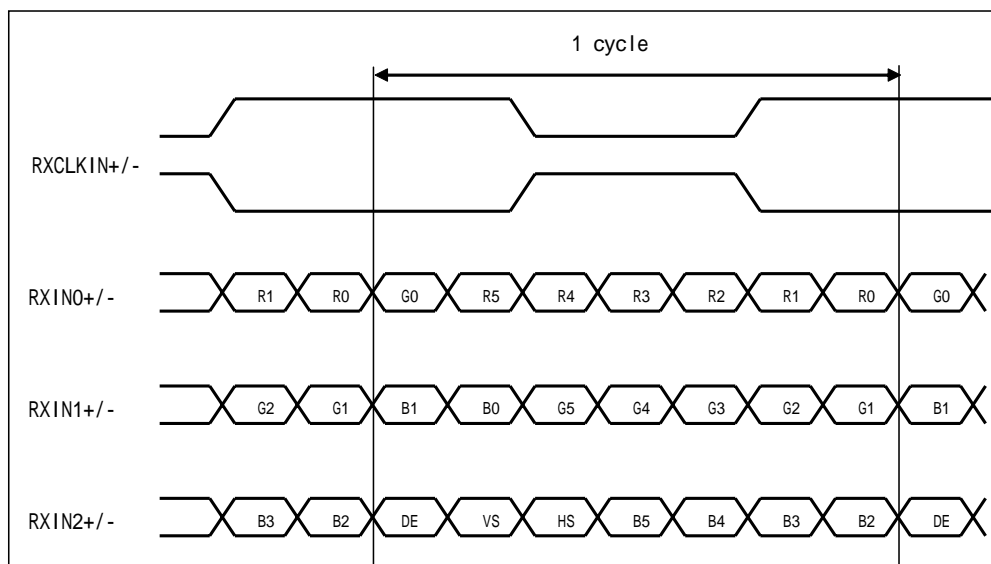 1 cycle
RXCLKIN+/-
RXIN0+/- R1 R0 G0 R5 R4 R3 R2 R1 R0 G0
RXIN1+/- G2 G1 B1 B0 G5 G4 G3 G2 G1 B1
RXIN2+/- B3 B2 DE VS HS B5 B4 B3 B2 DE